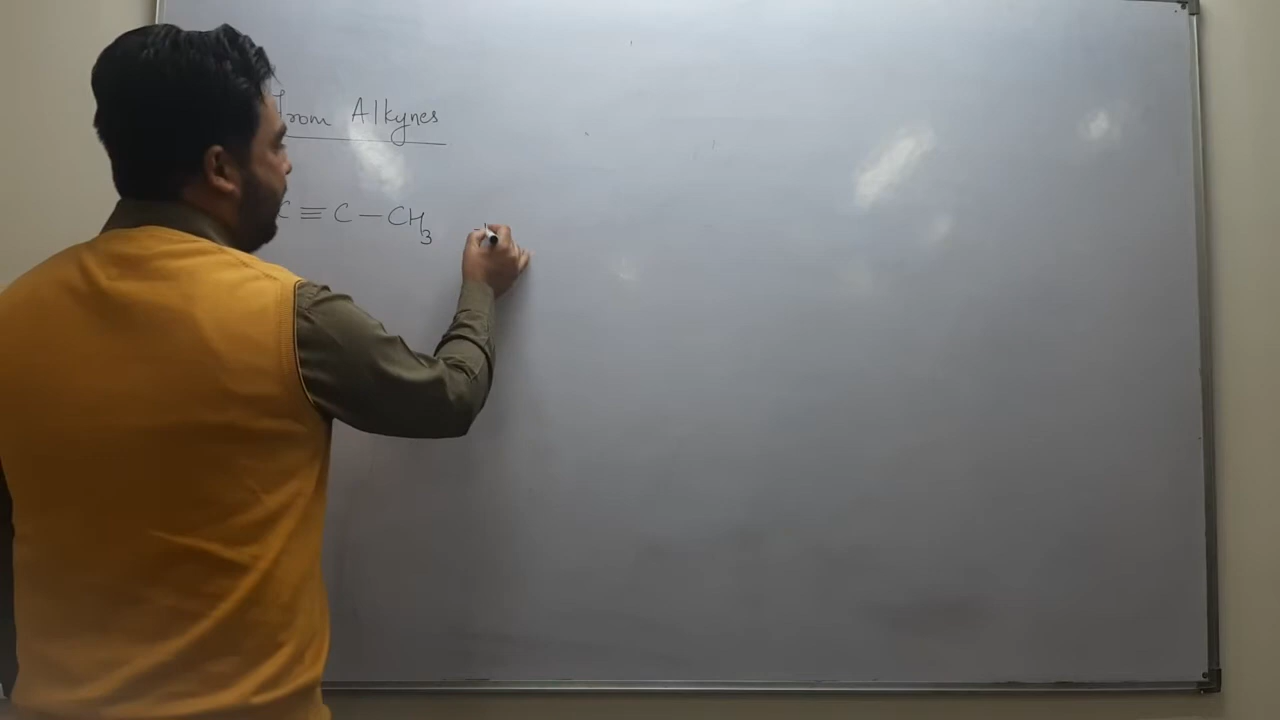 From Alkynes
C ≡ C — CH₃